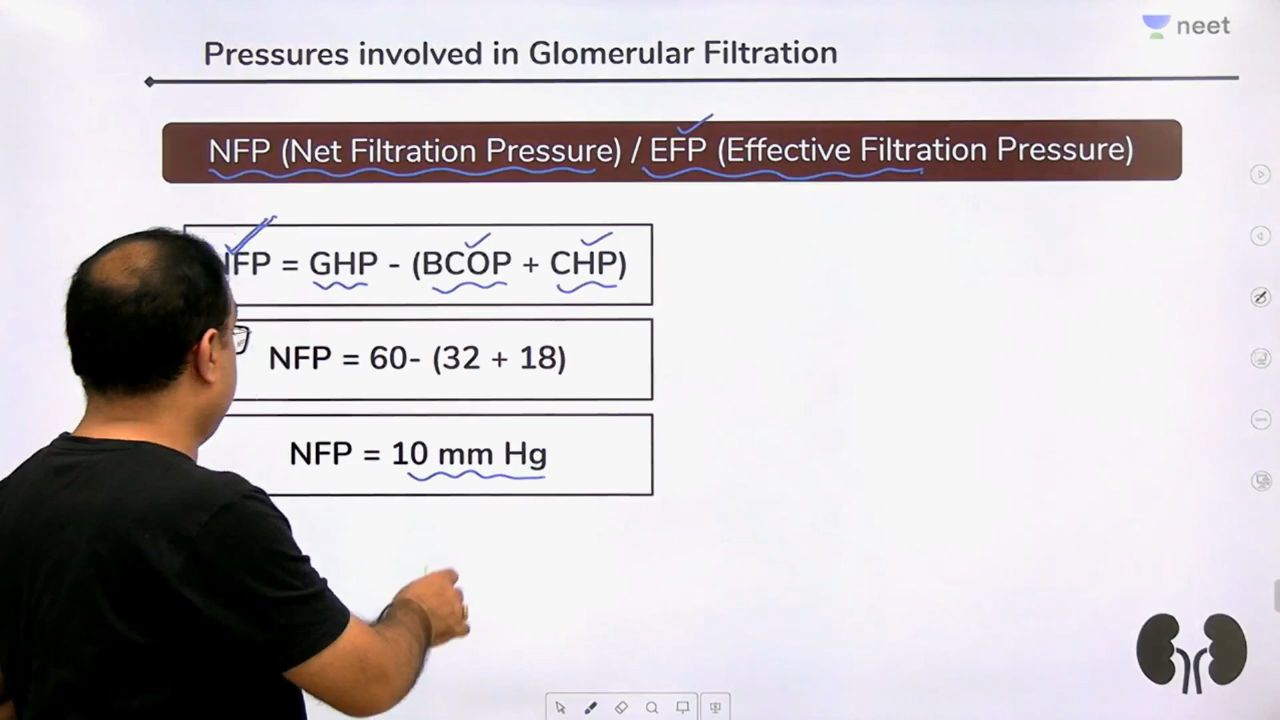 neet
Pressures involved in Glomerular Filtration
NFP (Net Filtration Pressure) / EFP (Effective Filtration Pressure)
FP = GHP - (BCOP + CHP)
NFP = 60- (32 + 18)
NFP = 10 mm Hg